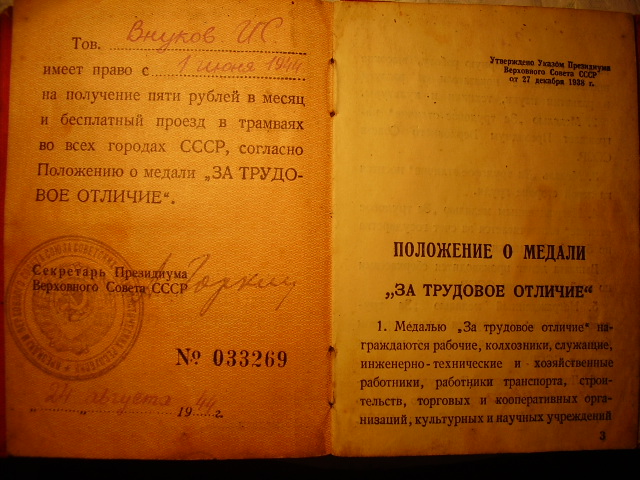 Тов. Внуков И С
имеет право с 1 июня 1944
на получение пяти рублей в месяц
и бесплатный проезд в трамваях
во всех городах СССР, согласно
Положению о медали „ЗА ТРУДО-
ВОЕ ОТЛИЧИЕ“.
Секретарь Президиума
Верховного Совета СССР Горкин
№ 033269
„24 августа 1944 г.
Утверждено Указом Президиума
Верховного Совета СССР
от 27 декабря 1938 г.
ПОЛОЖЕНИЕ О МЕДАЛИ
„ЗА ТРУДОВОЕ ОТЛИЧИЕ“
1. Медалью „За трудовое отличие“ на-
граждаются рабочие, колхозники, служащие,
инженерно-технические и хозяйственные
работники, работники транспорта, строи-
тельств, торговых и кооперативных орга-
низаций, культурных и научных учреждений
3